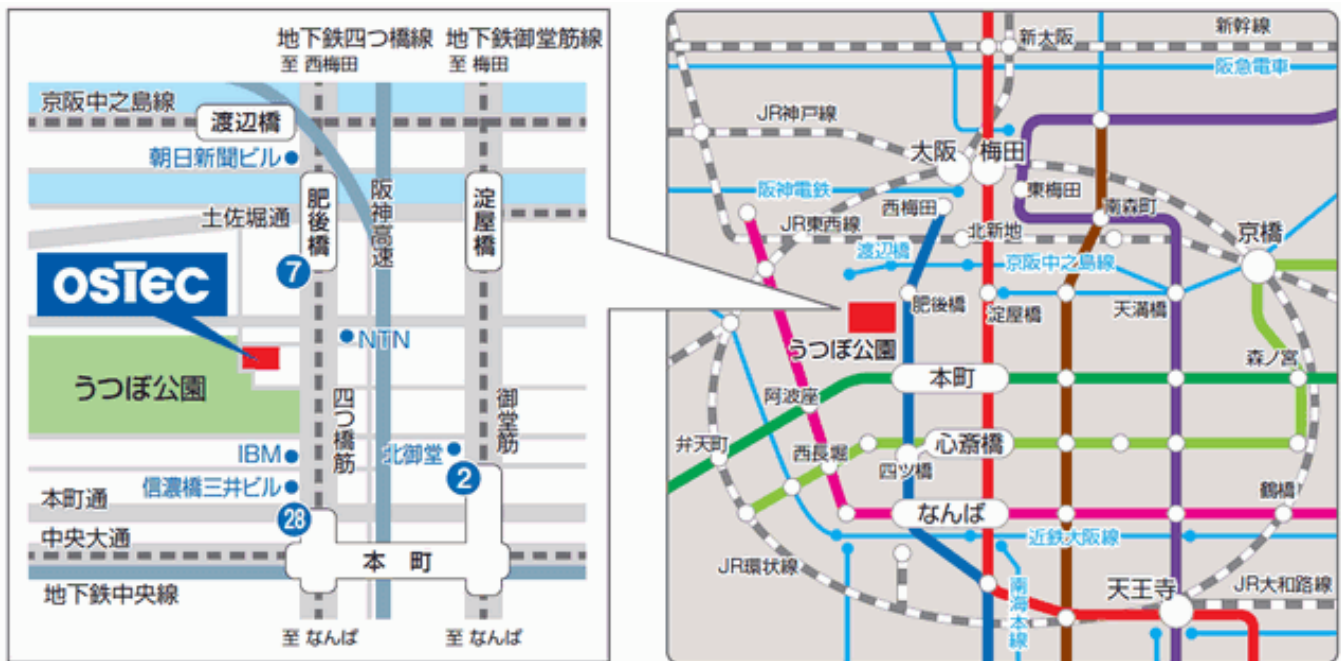 地下鉄四つ橋線
地下鉄御堂筋線
至 西梅田
至 梅田
京阪中之島線
渡辺橋
朝日新聞ビル
肥後橋
阪神高速
淀屋橋
土佐堀通
7
OSTEC
NTN
うつぼ公園
四つ橋筋
御堂筋
IBM
北御堂
2
信濃橋三井ビル
本町通
28
中央大通
本町
地下鉄中央線
至 なんば
至 なんば
新大阪
新幹線
阪急電車
JR神戸線
大阪
梅田
阪神電鉄
東梅田
西梅田
南森町
JR東西線
北新地
京橋
渡辺橋
京阪中之島線
肥後橋
淀屋橋
天満橋
うつぼ公園
森ノ宮
本町
阿波座
弁天町
心斎橋
西長堀
四ツ橋
鶴橋
なんば
近鉄大阪線
JR環状線
南海本線
天王寺
JR大和路線